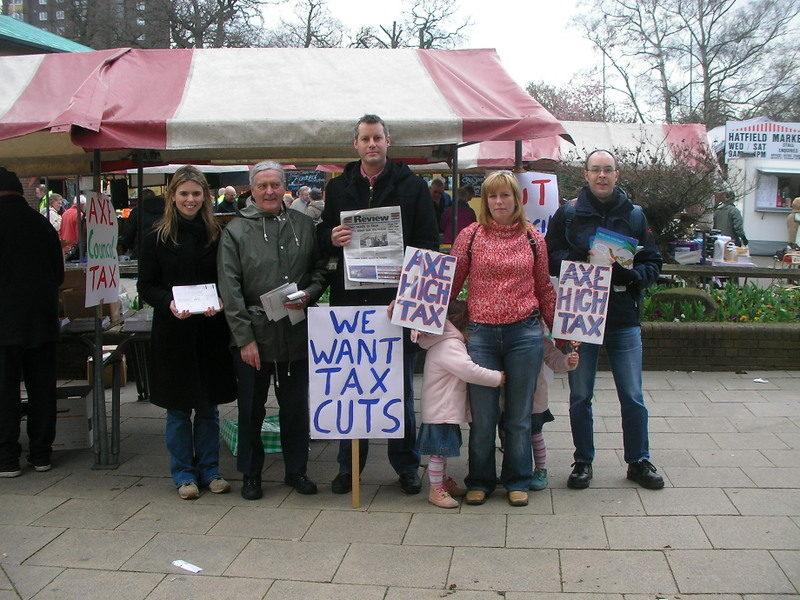 HATFIELD MARKET
WED / SAT
AXE
Council
TAX
Review
WE
WANT
TAX
CUTS
AXE
HIGH
TAX
AXE
HIGH
TAX